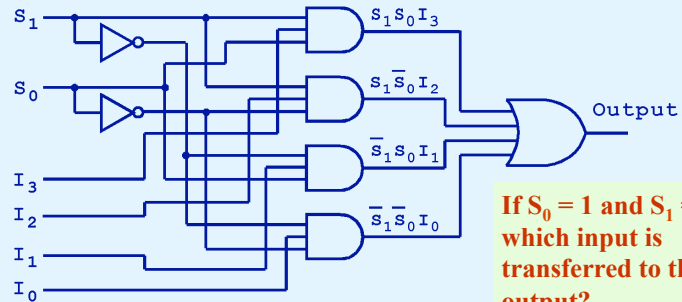 S₁
S₀
I₃
I₂
I₁
I₀
S₁S₀I₃
S₁S̅₀I₂
S̅₁S₀I₁
S̅₁S̅₀I₀
Output
If S₀ = 1 and S₁
which input is
transferred to
output?